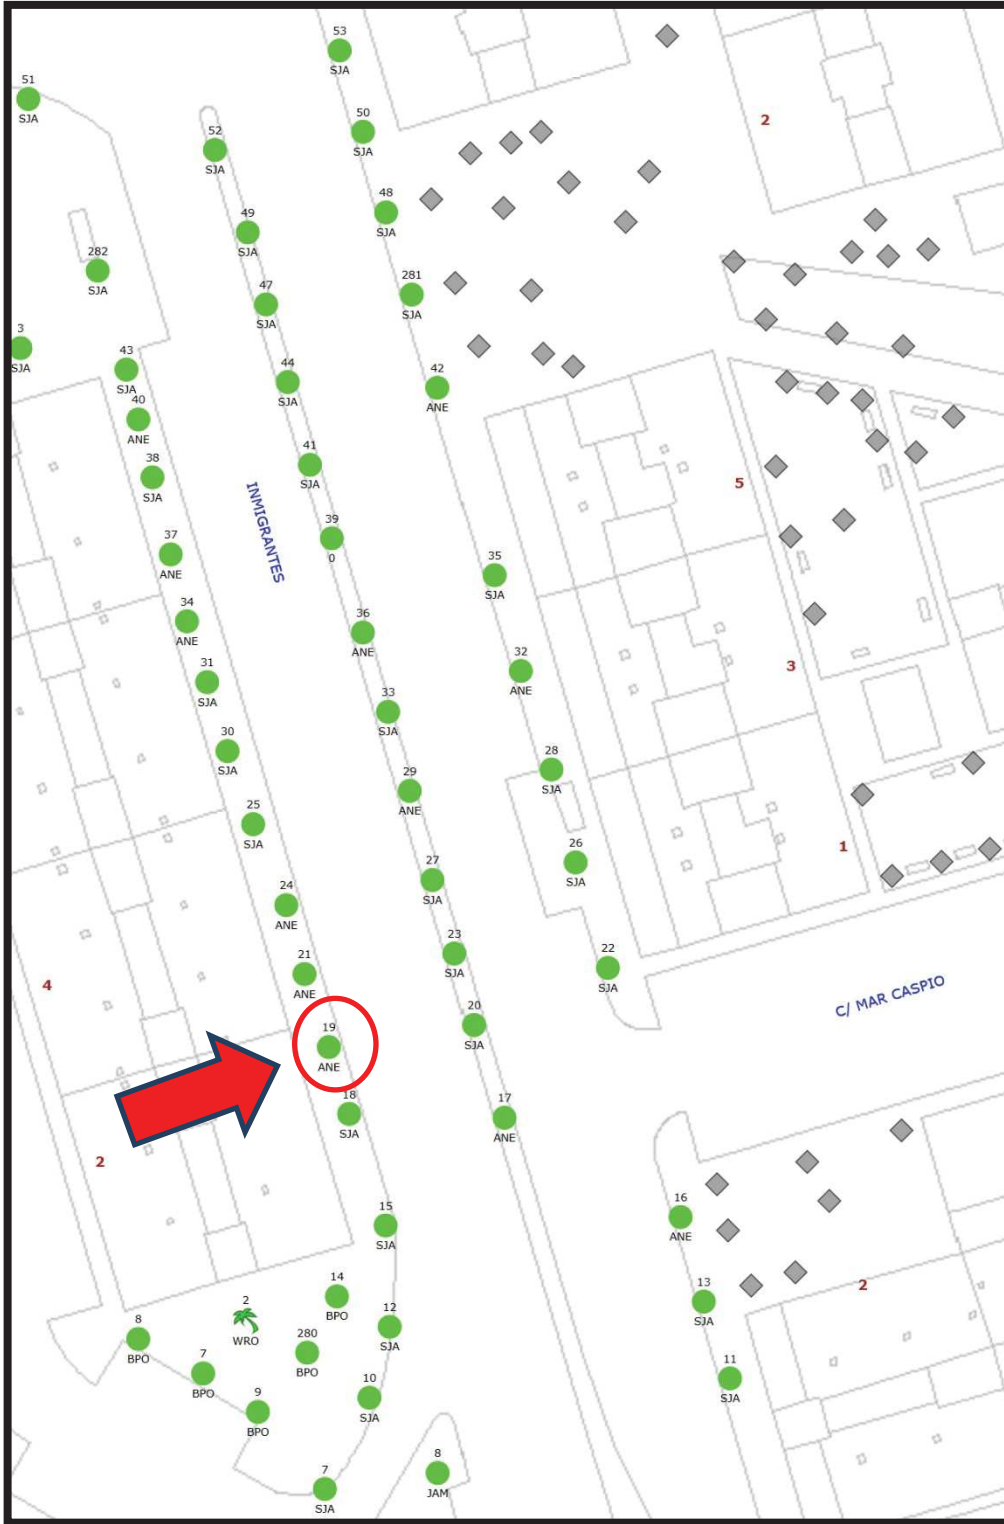 53
SJA
51
SJA
50
SJA
2
52
SJA
48
SJA
49
SJA
282
SJA
281
SJA
47
SJA
3
SJA
43
SJA
44
SJA
42
ANE
40
ANE
41
SJA
38
SJA
5
INMIGRANTES
39
0
37
ANE
35
SJA
34
ANE
36
ANE
31
SJA
32
ANE
3
33
SJA
30
SJA
28
SJA
29
ANE
25
SJA
26
SJA
1
27
SJA
24
ANE
23
SJA
22
SJA
21
ANE
4
C/ MAR CASPIO
20
SJA
19
ANE
18
SJA
17
ANE
2
16
ANE
15
SJA
14
BPO
13
SJA
2
2
WRO
12
SJA
8
BPO
280
BPO
7
BPO
11
SJA
10
SJA
9
BPO
8
JAM
7
SJA